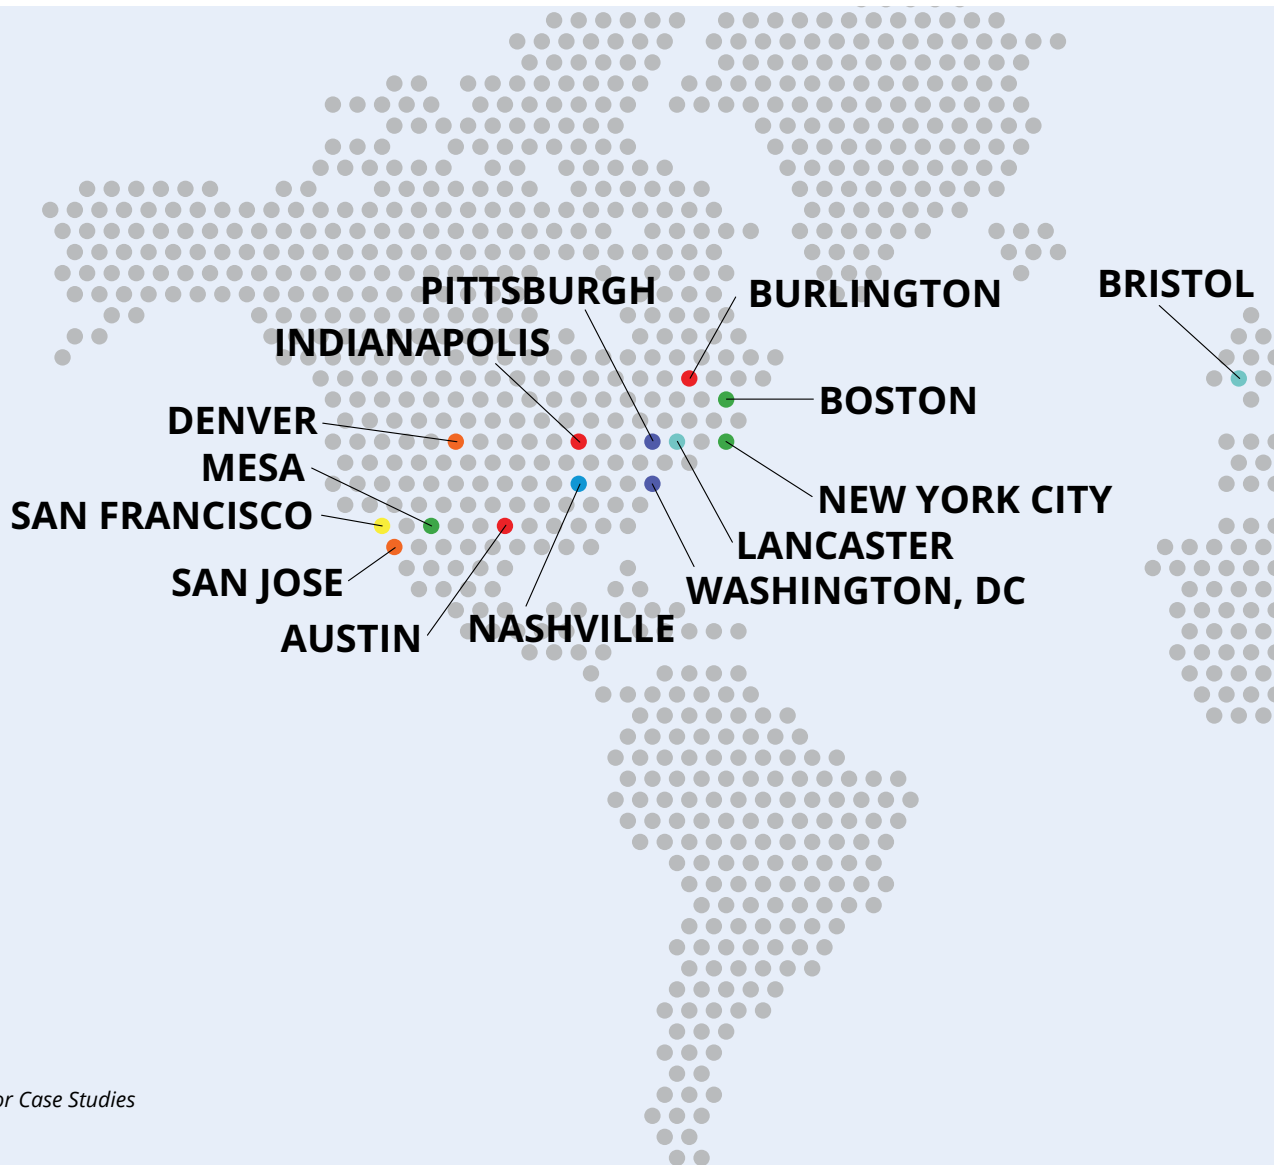 PITTSBURGH
BURLINGTON
BRISTOL
INDIANAPOLIS
DENVER
BOSTON
MESA
SAN FRANCISCO
NEW YORK CITY
LANCASTER
SAN JOSE
WASHINGTON, DC
AUSTIN
NASHVILLE
or Case Studies